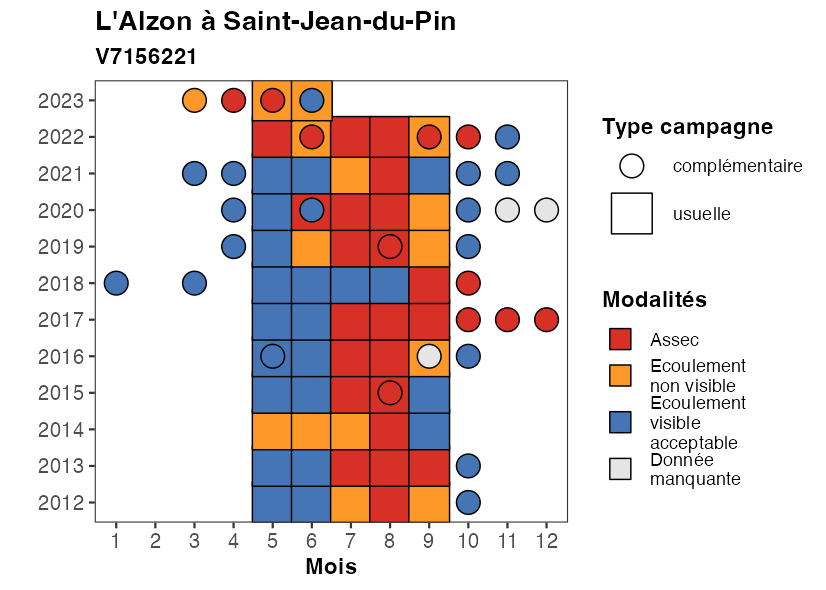 L'Alzon à Saint-Jean-du-Pin
V7156221
2023
2022
2021
2020
2019
2018
2017
2016
2015
2014
2013
2012
1 2 3 4 5 6 7 8 9 10 11 12
Mois
Type campagne
complémentaire
usuelle
Modalités
Assec
Ecoulement
non visible
Ecoulement
visible
acceptable
Donnée
manquante